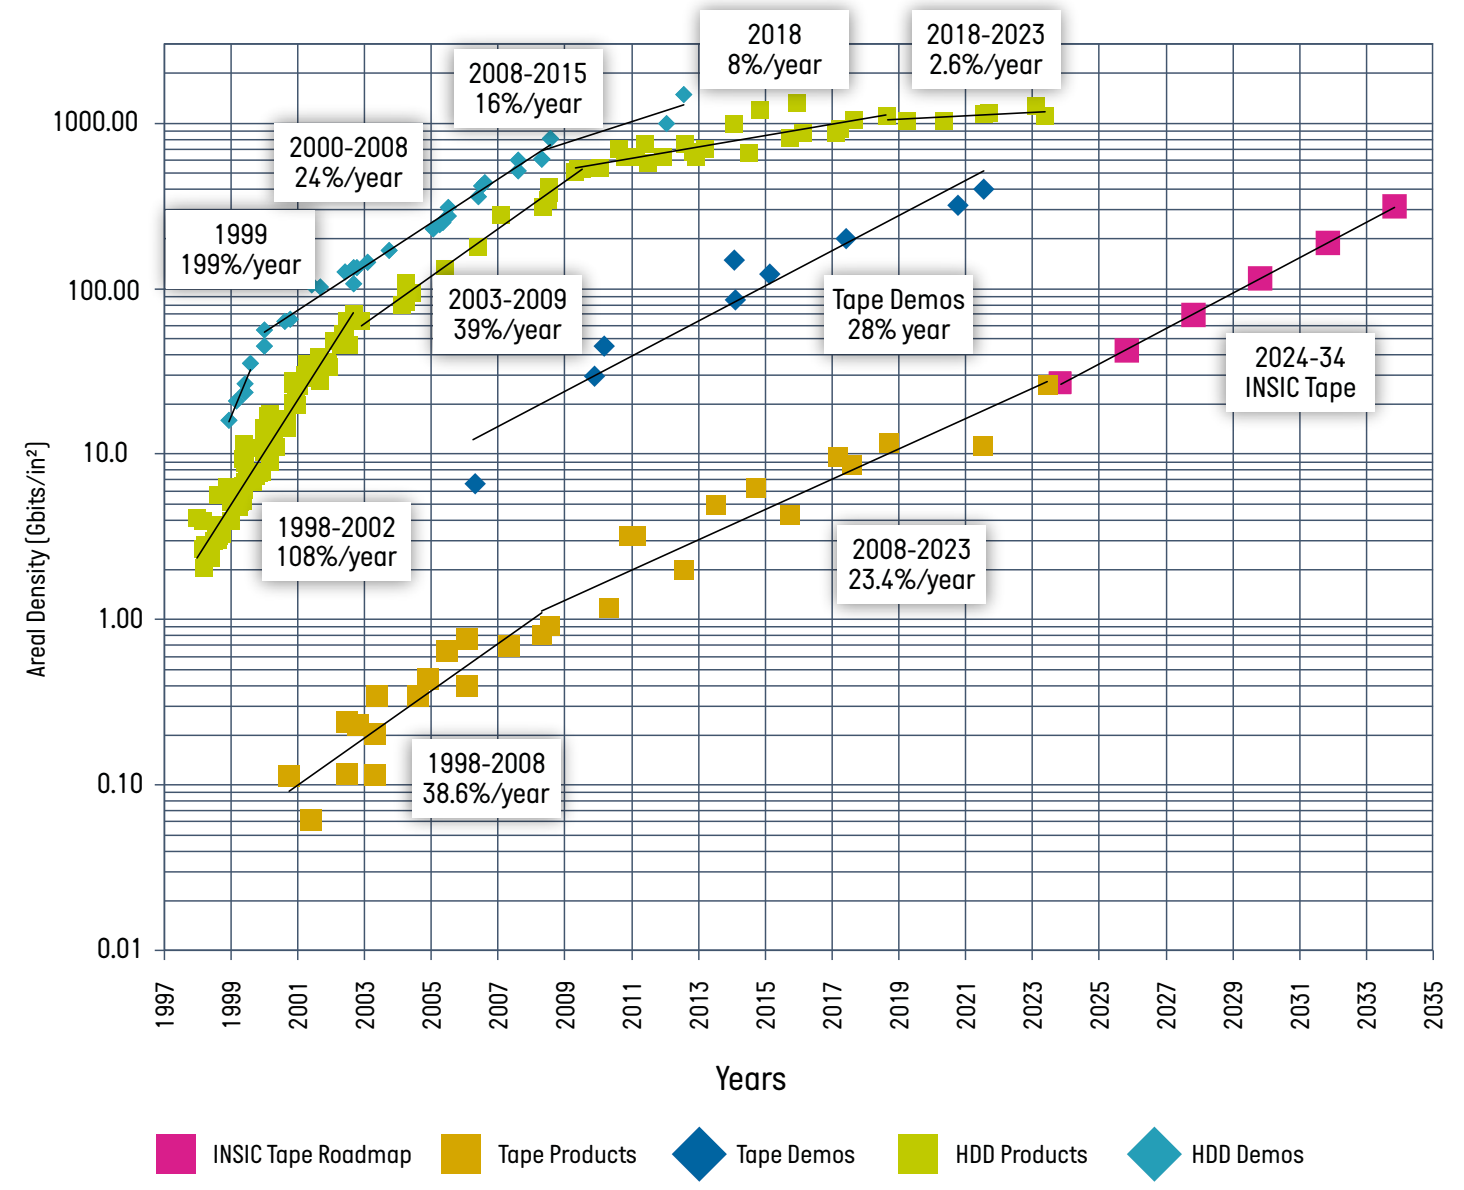 2018
8%/year
2018-2023
2.6%/year
2008-2015
16%/year
2000-2008
24%/year
1999
199%/year
2003-2009
39%/year
Tape Demos
28% year
2024-34
INSIC Tape
1998-2002
108%/year
2008-2023
23.4%/year
1998-2008
38.6%/year
Areal Density (Gbits/in²)
1000.00
100.00
10.0
1.00
0.10
0.01
1997
1999
2001
2003
2005
2007
2009
2011
2013
2015
2017
2019
2021
2023
2025
2027
2029
2031
2033
2035
Years
INSIC Tape Roadmap
Tape Products
Tape Demos
HDD Products
HDD Demos